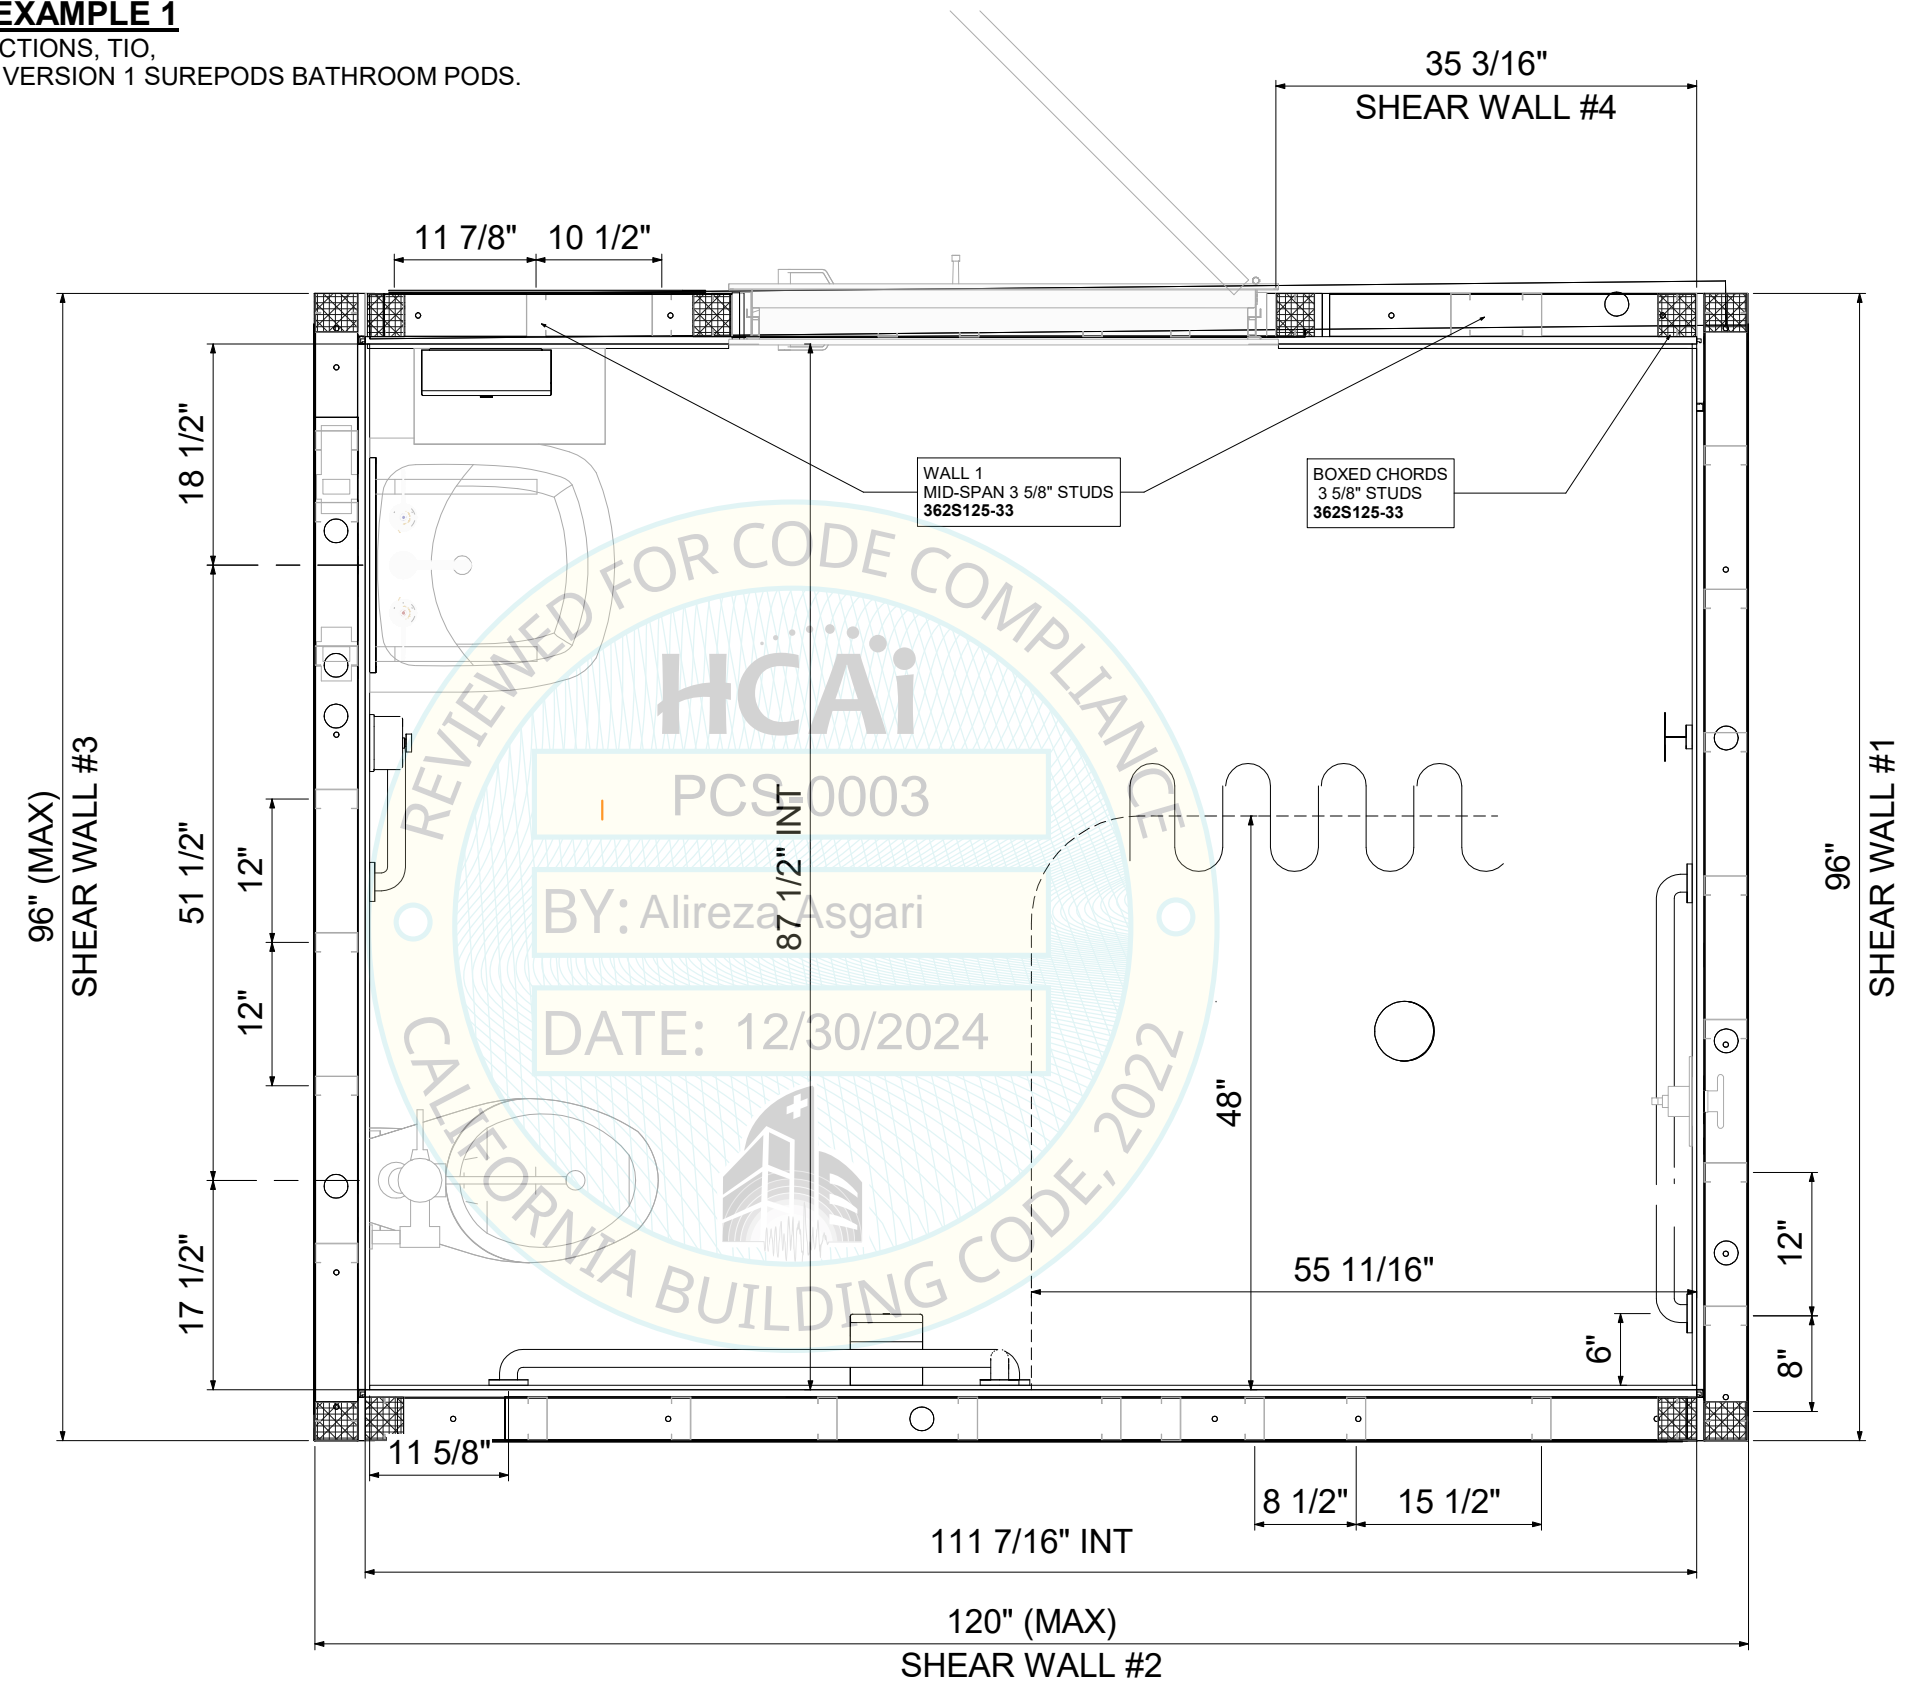 EXAMPLE 1
CTIONS, TIO,
VERSION 1 SUREPODS BATHROOM PODS.
35 3/16"
SHEAR WALL #4
11 7/8"
10 1/2"
18 1/2"
WALL 1
MID-SPAN 3 5/8" STUDS
362S125-33
BOXED CHORDS
3 5/8" STUDS
362S125-33
REVIEWED FOR CODE COMPLIANCE
HCAi
PCS-0003
BY: Alireza Asgari
DATE: 12/30/2024
CALIFORNIA BUILDING CODE, 2022
87 1/2" INT
96" (MAX)
SHEAR WALL #3
51 1/2"
12"
12"
17 1/2"
96"
SHEAR WALL #1
48"
55 11/16"
12"
6"
8"
11 5/8"
8 1/2"
15 1/2"
111 7/16" INT
120" (MAX)
SHEAR WALL #2